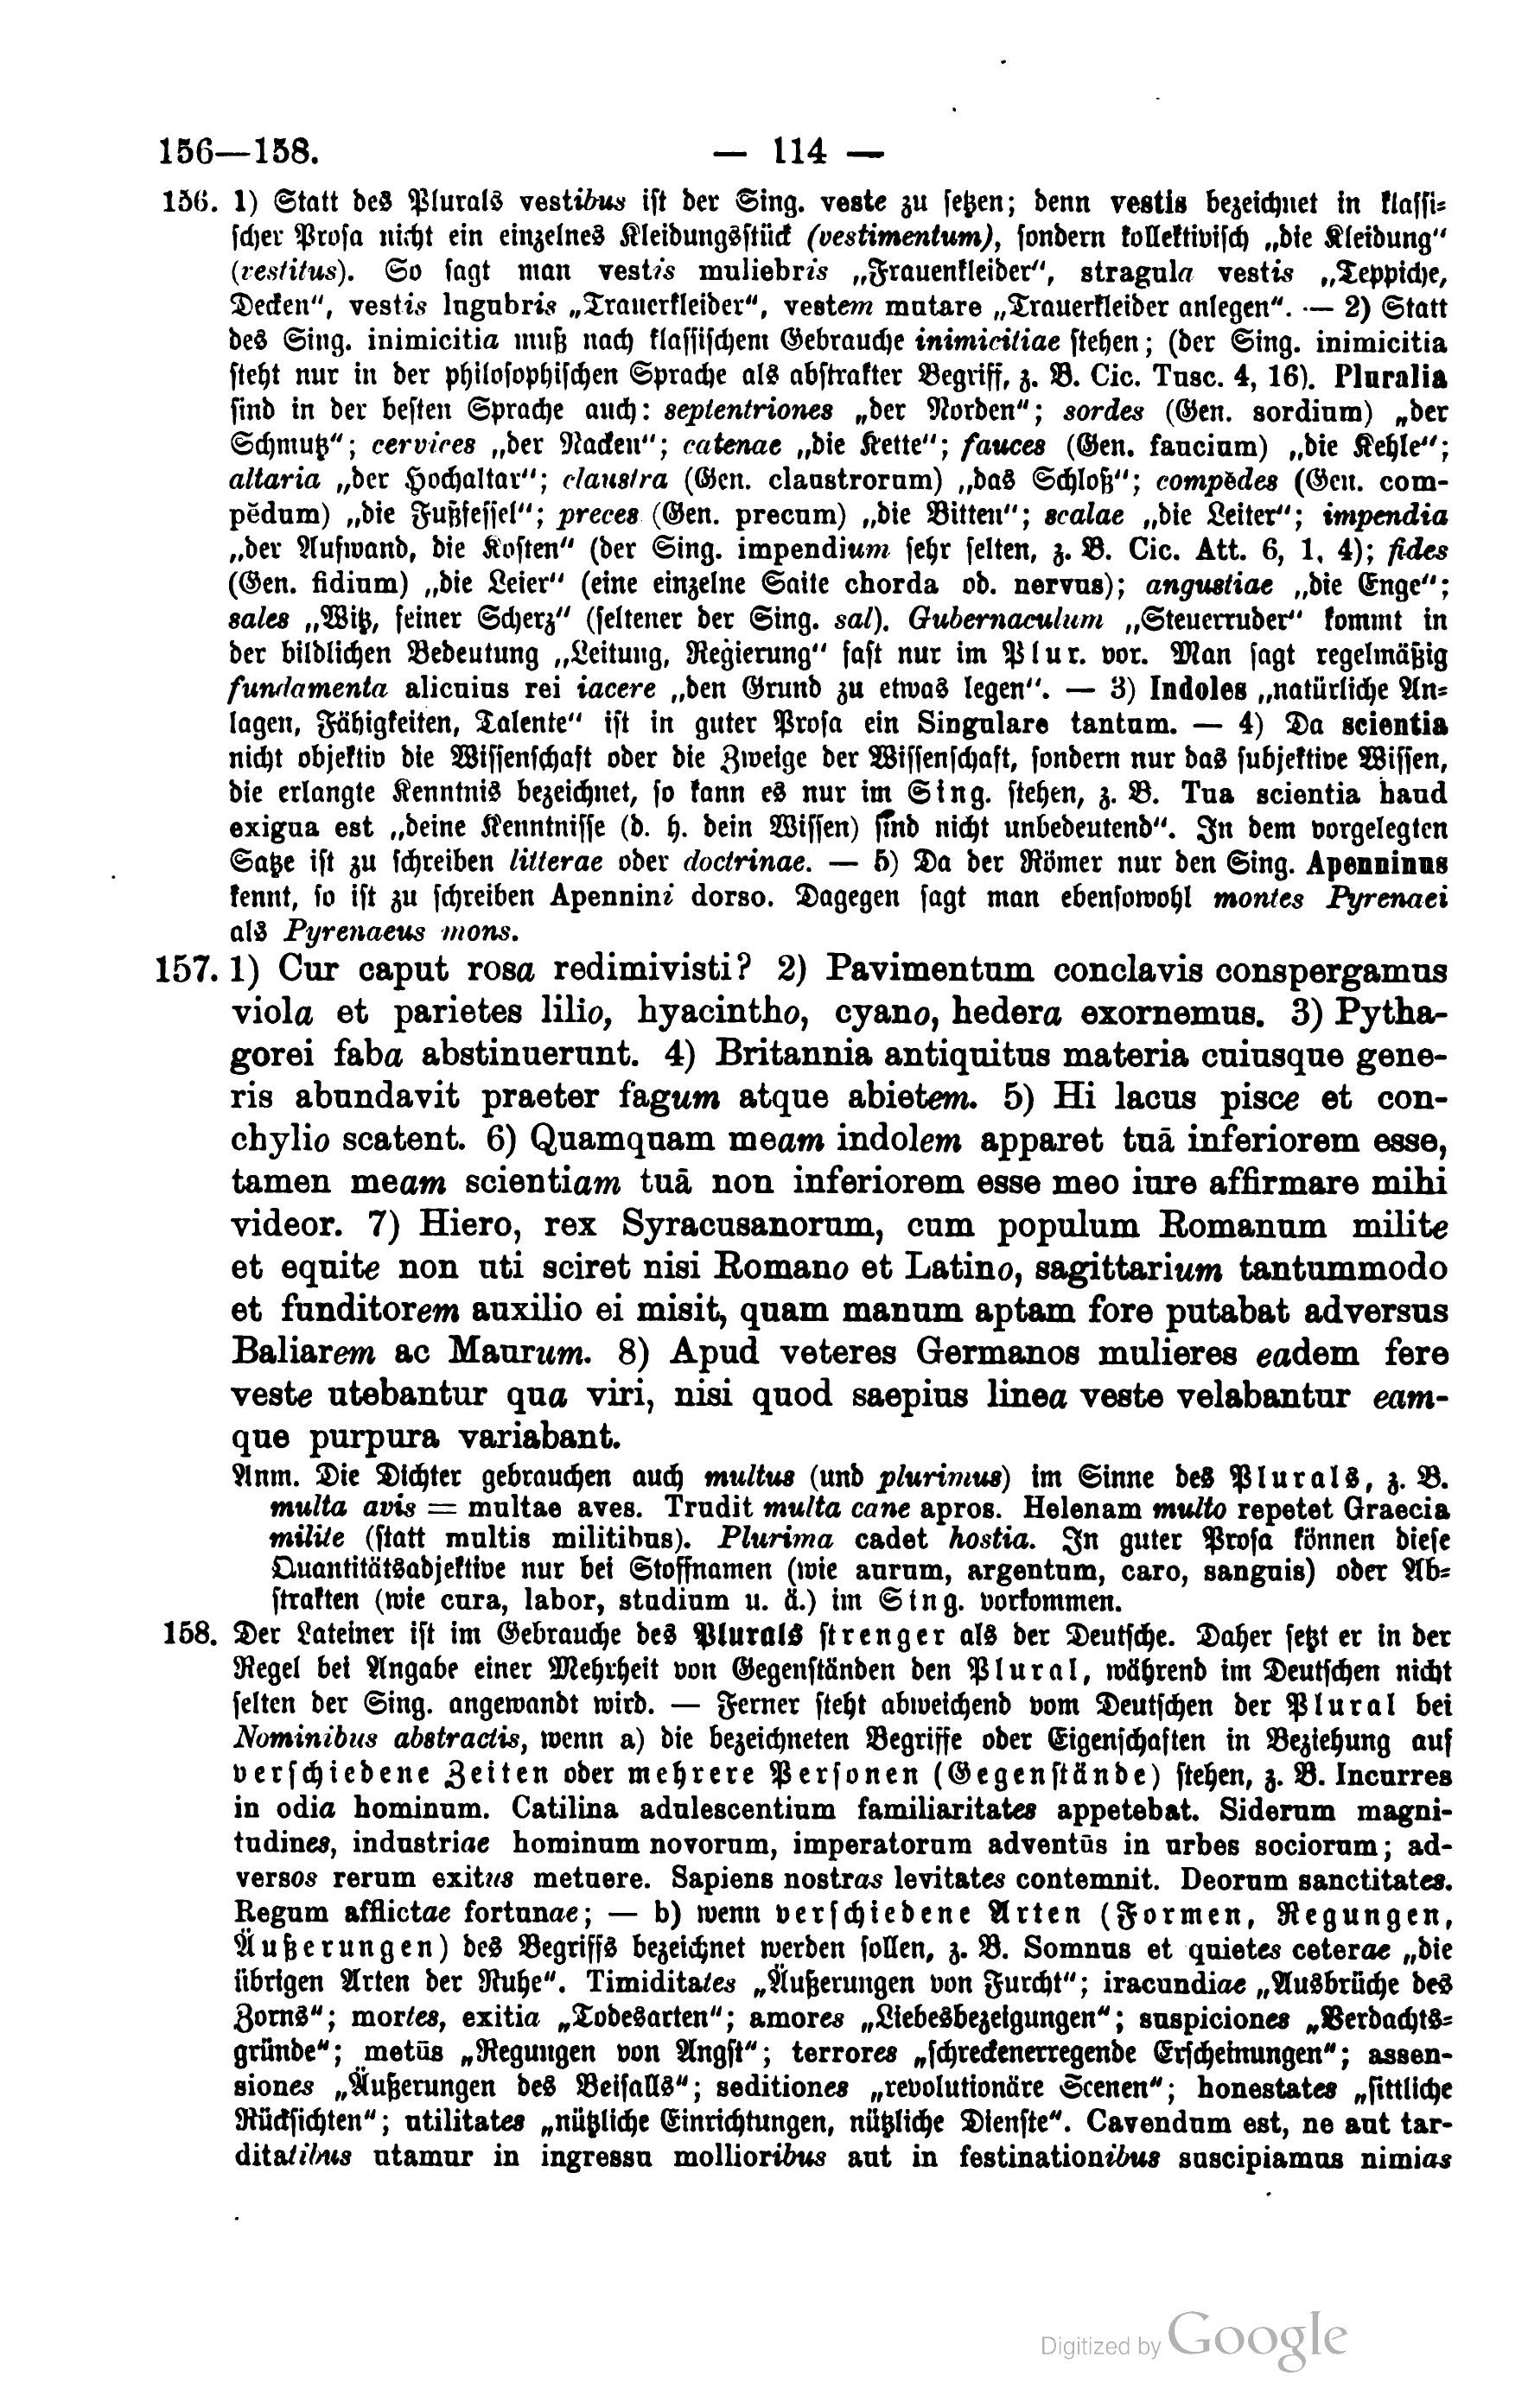 156—158.
— 114 —
156. 1) Statt des Plurals vestibus ist der Sing. veste zu setzen; denn vestis bezeichnet in klassi-
scher Prosa nicht ein einzelnes Kleidungsstück (vestimentum), sondern kollektivisch „die Kleidung"
(vestitus). So sagt man vestis muliebris „Frauenkleider", stragula vestis „Teppiche,
Decken", vestis lugubris „Trauerkleider", vestem mutare „Trauerkleider anlegen". — 2) Statt
des Sing. inimicitia muß nach klassischem Gebrauche inimicitiae stehen; (der Sing. inimicitia
steht nur in der philosophischen Sprache als abstrakter Begriff, z. B. Cic. Tusc. 4, 16). Pluralia
sind in der besten Sprache auch: septentriones „der Norden"; sordes (Gen. sordium) „der
Schmutz"; cervices „der Nacken"; catenae „die Kette"; fauces (Gen. faucium) „die Kehle";
altaria „der Hochaltar"; claustra (Gen. claustrorum) „das Schloß"; compĕdes (Gen. com-
pĕdum) „die Fußfessel"; preces (Gen. precum) „die Bitten"; scalae „die Leiter"; impendia
„der Aufwand, die Kosten" (der Sing. impendium sehr selten, z. B. Cic. Att. 6, 1, 4); fides
(Gen. fidium) „die Leier" (eine einzelne Saite chorda od. nervus); angustiae „die Enge";
sales „Witz, feiner Scherz" (seltener der Sing. sal). Gubernaculum „Steuerruder" kommt in
der bildlichen Bedeutung „Leitung, Regierung" fast nur im Plur. vor. Man sagt regelmäßig
fundamenta alicuius rei iacere „den Grund zu etwas legen". — 3) Indoles „natürliche An-
lagen, Fähigkeiten, Talente" ist in guter Prosa ein Singulare tantum. — 4) Da scientia
nicht objektiv die Wissenschaft oder die Zweige der Wissenschaft, sondern nur das subjektive Wissen,
die erlangte Kenntnis bezeichnet, so kann es nur im Sing. stehen, z. B. Tua scientia haud
exigua est „deine Kenntnisse (d. h. dein Wissen) sind nicht unbedeutend". In dem vorgelegten
Satze ist zu schreiben litterae oder doctrinae. — 5) Da der Römer nur den Sing. Apenninus
kennt, so ist zu schreiben Apennini dorso. Dagegen sagt man ebensowohl montes Pyrenaei
als Pyrenaeus mons.
157. 1) Cur caput rosa redimivisti? 2) Pavimentum conclavis conspergamus
viola et parietes lilio, hyacintho, cyano, hedera exornemus. 3) Pytha-
gorei faba abstinuerunt. 4) Britannia antiquitus materia cuiusque gene-
ris abundavit praeter fagum atque abietem. 5) Hi lacus pisce et con-
chylio scatent. 6) Quamquam meam indolem apparet tuā inferiorem esse,
tamen meam scientiam tuā non inferiorem esse meo iure affirmare mihi
videor. 7) Hiero, rex Syracusanorum, cum populum Romanum milite
et equite non uti sciret nisi Romano et Latino, sagittarium tantummodo
et funditorem auxilio ei misit, quam manum aptam fore putabat adversus
Baliarem ac Maurum. 8) Apud veteres Germanos mulieres eadem fere
veste utebantur qua viri, nisi quod saepius linea veste velabantur eam-
que purpura variabant.
Anm. Die Dichter gebrauchen auch multus (und plurimus) im Sinne des Plurals, z. B.
multa avis = multae aves. Trudit multa cane apros. Helenam multo repetet Graecia
milite (statt multis militibus). Plurima cadet hostia. In guter Prosa können diese
Quantitätsadjektive nur bei Stoffnamen (wie aurum, argentum, caro, sanguis) oder Ab-
strakten (wie cura, labor, studium u. ä.) im Sing. vorkommen.
158. Der Lateiner ist im Gebrauche des Plurals strenger als der Deutsche. Daher setzt er in der
Regel bei Angabe einer Mehrheit von Gegenständen den Plural, während im Deutschen nicht
selten der Sing. angewandt wird. — Ferner steht abweichend vom Deutschen der Plural bei
Nominibus abstractis, wenn a) die bezeichneten Begriffe oder Eigenschaften in Beziehung auf
verschiedene Zeiten oder mehrere Personen (Gegenstände) stehen, z. B. Incurres
in odia hominum. Catilina adulescentium familiaritates appetebat. Siderum magni-
tudines, industriae hominum novorum, imperatorum adventūs in urbes sociorum; ad-
versos rerum exitus metuere. Sapiens nostras levitates contemnit. Deorum sanctitates.
Regum afflictae fortunae; — b) wenn verschiedene Arten (Formen, Regungen,
Äußerungen) des Begriffs bezeichnet werden sollen, z. B. Somnus et quietes ceterae „die
übrigen Arten der Ruhe". Timiditates „Äußerungen von Furcht"; iracundiae „Ausbrüche des
Zorns"; mortes, exitia „Todesarten"; amores „Liebesbezeigungen"; suspiciones „Verdachts-
gründe"; metūs „Regungen von Angst"; terrores „schreckenerregende Erscheinungen"; assen-
siones „Äußerungen des Beifalls"; seditiones „revolutionäre Scenen"; honestates „sittliche
Rücksichten"; utilitates „nützliche Einrichtungen, nützliche Dienste". Cavendum est, ne aut tar-
ditatibus utamur in ingressu mollioribus aut in festinationibus suscipiamus nimias
Digitized by Google